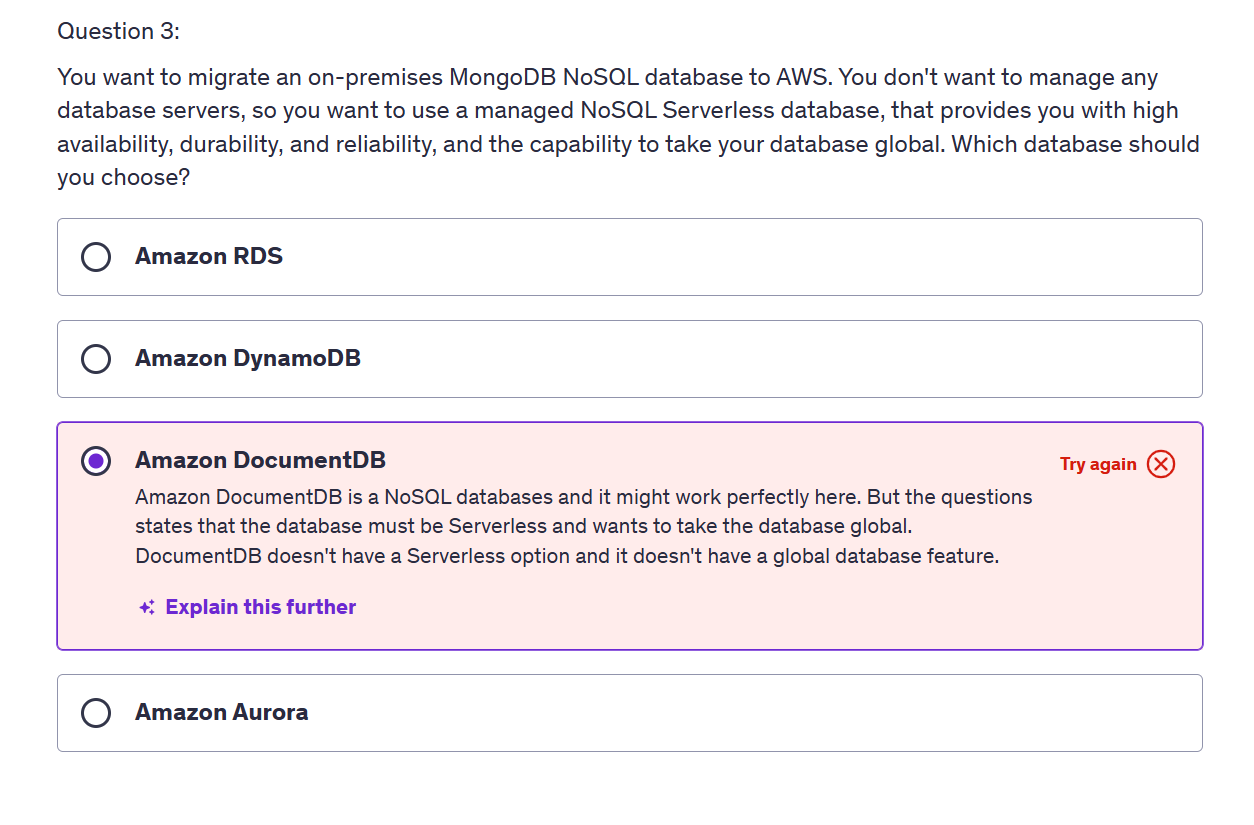 Question 3:
You want to migrate an on-premises MongoDB NoSQL database to AWS. You don't want to manage any
database servers, so you want to use a managed NoSQL Serverless database, that provides you with high
availability, durability, and reliability, and the capability to take your database global. Which database should
you choose?
Amazon RDS
Amazon DynamoDB
Amazon DocumentDB
Try again
Amazon DocumentDB is a NoSQL databases and it might work perfectly here. But the questions
states that the database must be Serverless and wants to take the database global.
DocumentDB doesn't have a Serverless option and it doesn't have a global database feature.
Explain this further
Amazon Aurora